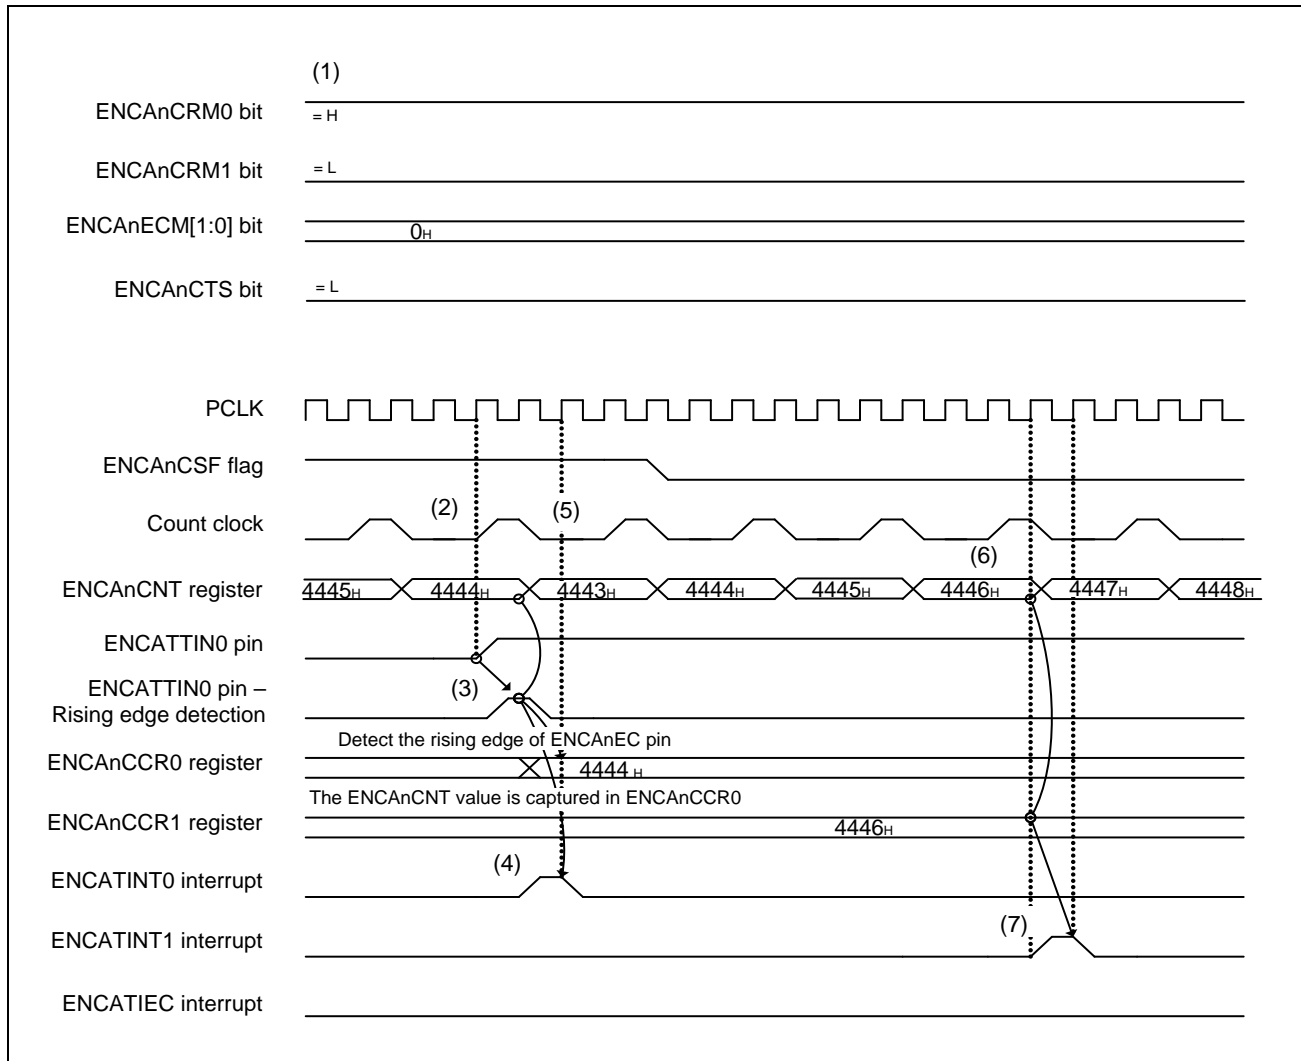 (1)
ENCAnCRM0 bit
= H
ENCAnCRM1 bit
= L
ENCAnECM[1:0] bit
0H
ENCAnCTS bit
= L
PCLK
ENCAnCSF flag
(2)
(5)
Count clock
(6)
ENCAnCNT register
4445H 4444H 4443H 4444H 4445H 4446H 4447H 4448H
ENCATTIN0 pin
ENCATTIN0 pin –
Rising edge detection
(3)
Detect the rising edge of ENCAnEC pin
ENCAnCCR0 register
4444 H
The ENCAnCNT value is captured in ENCAnCCR0
ENCAnCCR1 register
4446H
(4)
ENCATINT0 interrupt
(7)
ENCATINT1 interrupt
ENCATIEC interrupt